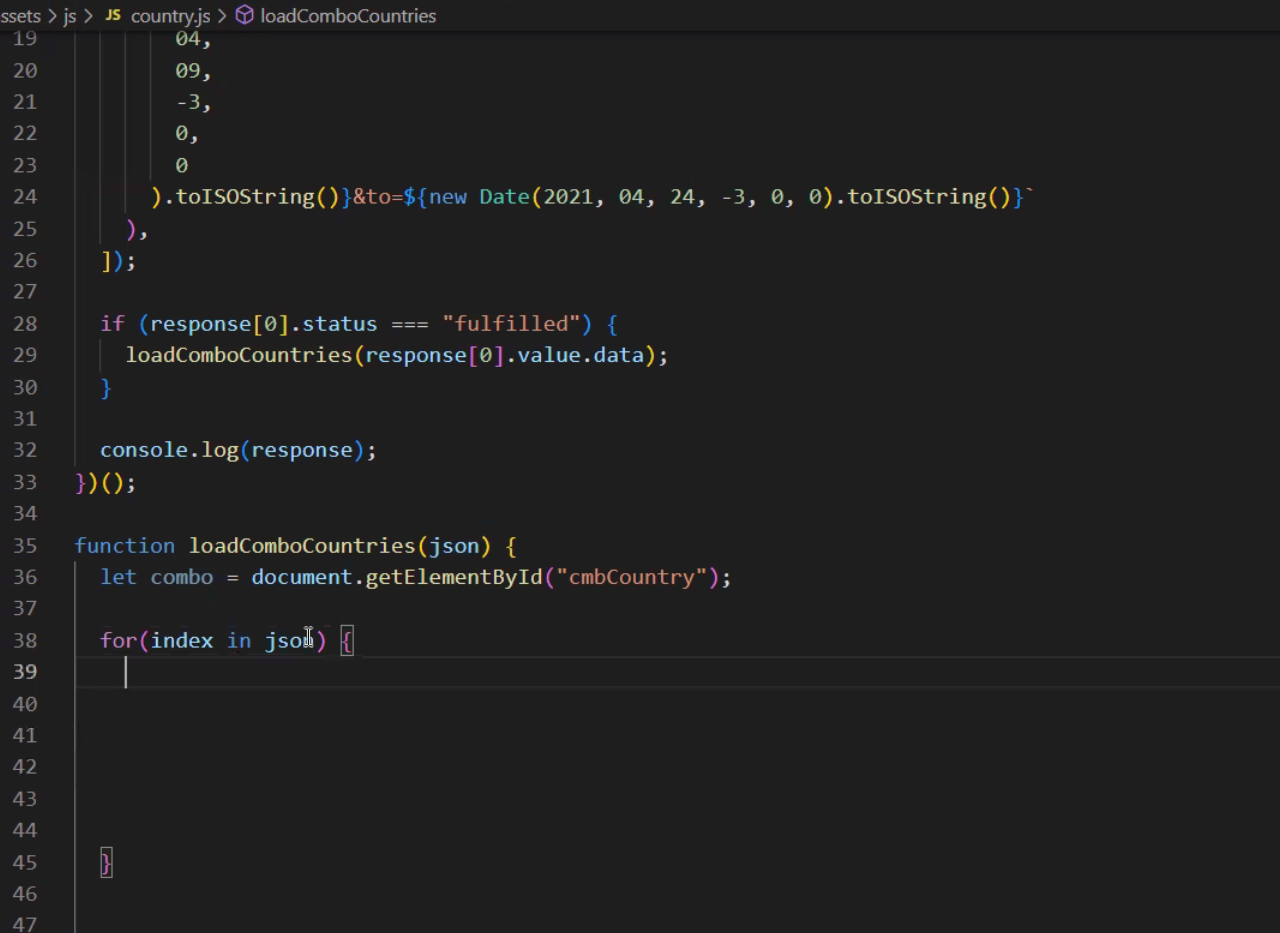 ssets > js > JS country.js > loadComboCountries
19 04,
20 09,
21 -3,
22 0,
23 0
24 ).toISOString()}&to=${new Date(2021, 04, 24, -3, 0, 0).toISOString()}`
25 ),
26 ]);
27
28 if (response[0].status === "fulfilled") {
29 loadComboCountries(response[0].value.data);
30 }
31
32 console.log(response);
33 })();
34
35 function loadComboCountries(json) {
36 let combo = document.getElementById("cmbCountry");
37
38 for(index in json) {
39
40
41
42
43
44
45 }
46
47